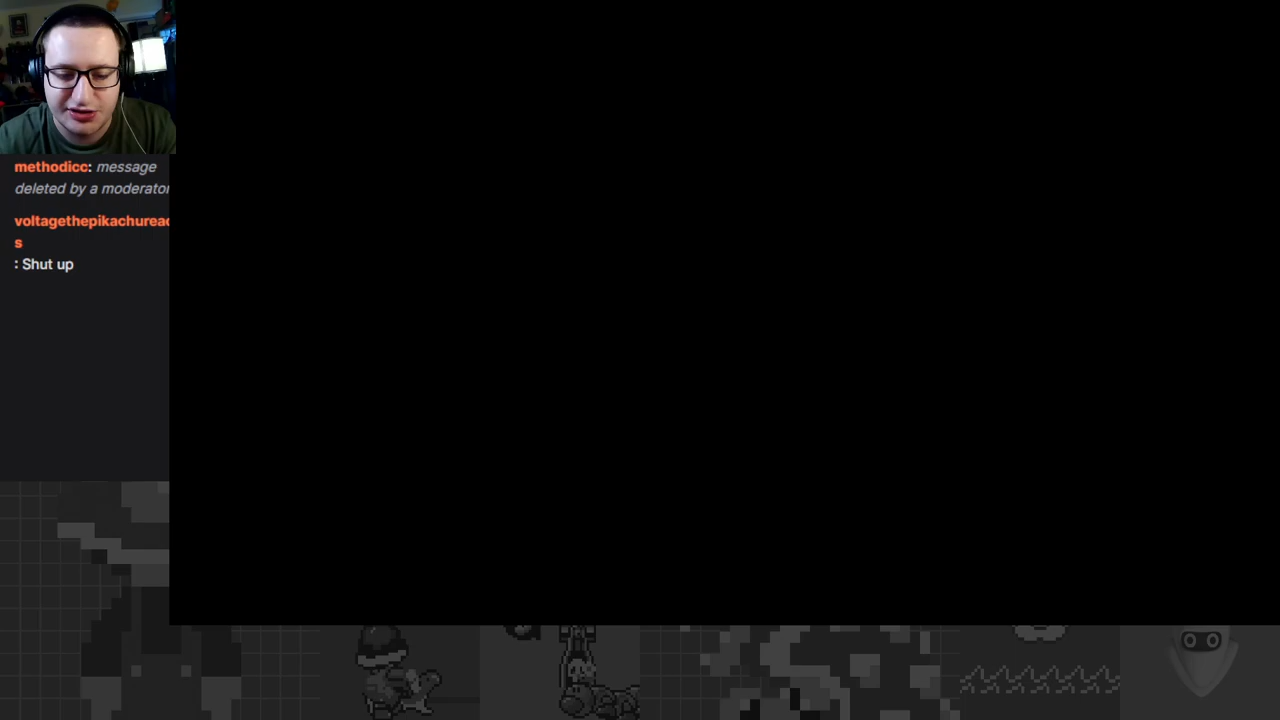 methodicc: message
deleted by a moderator
voltagethepikachureac
s
: Shut up